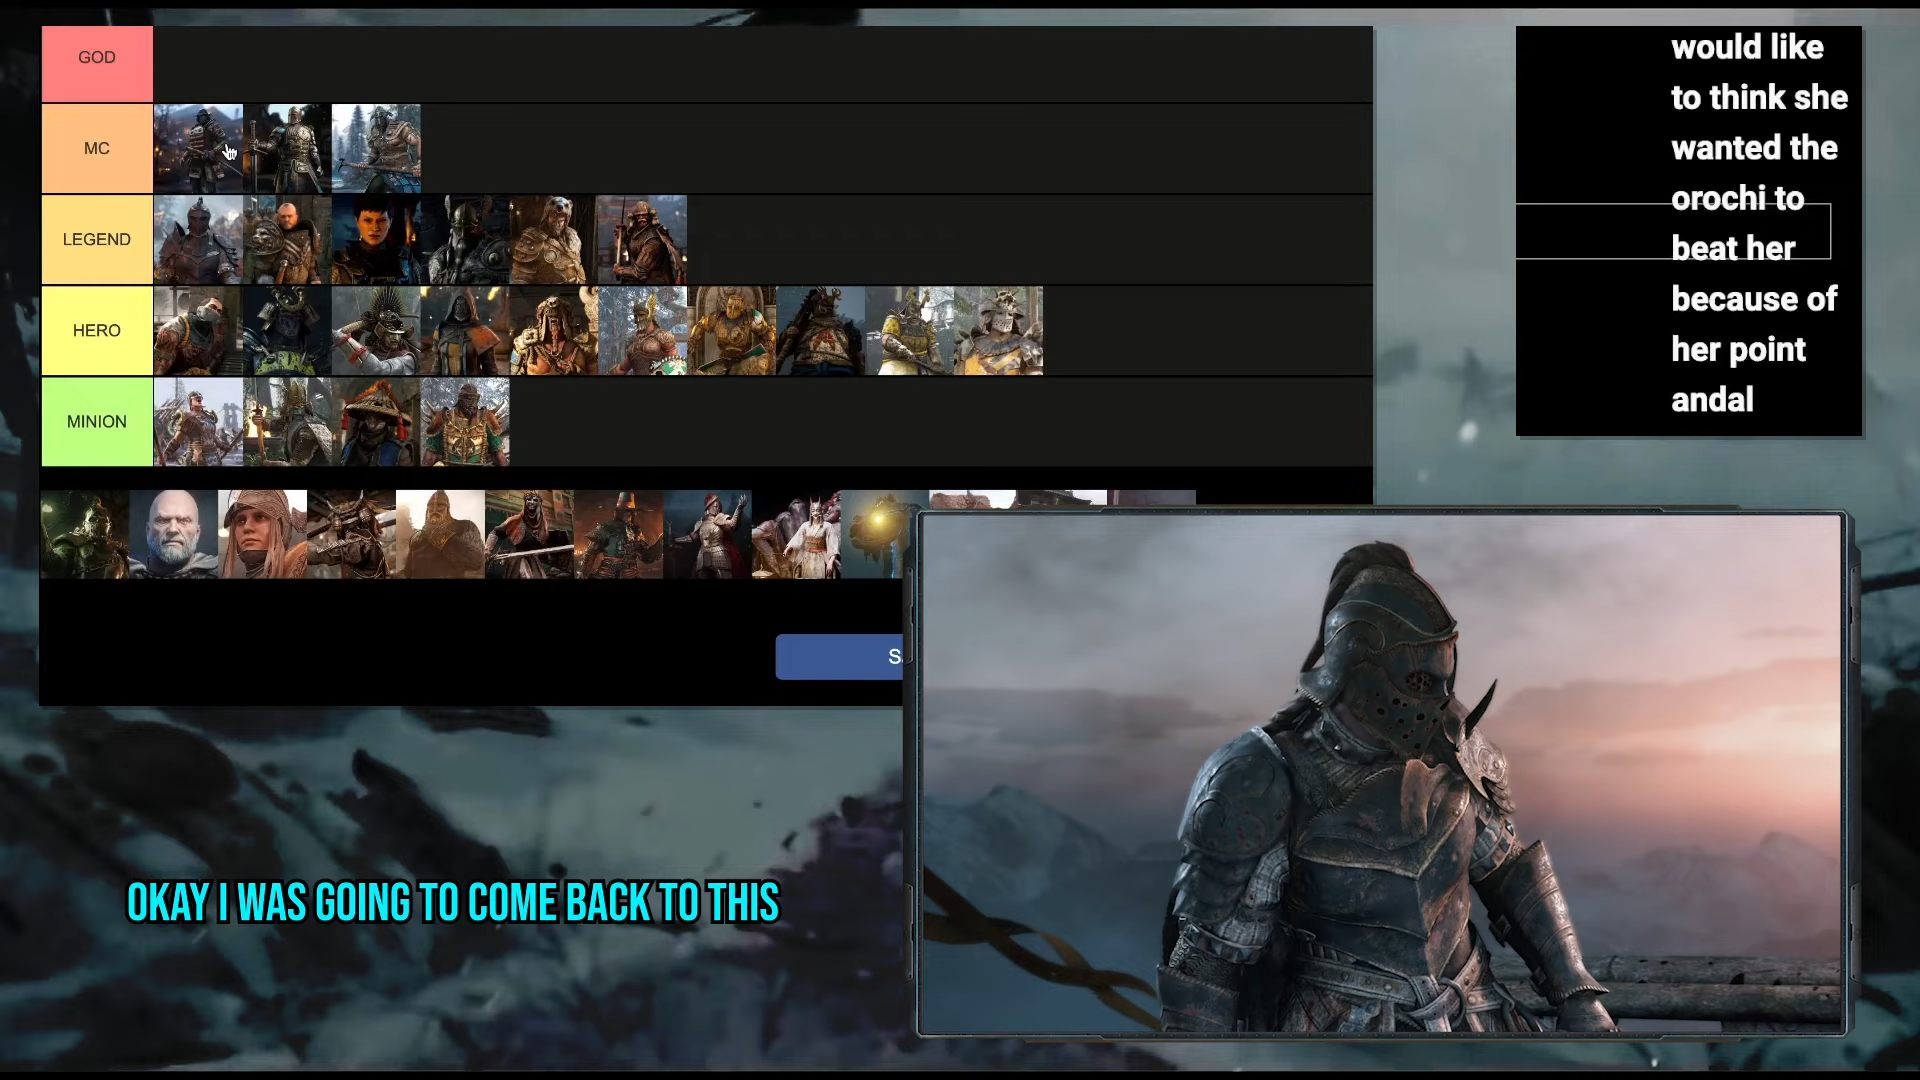 GOD
MC
LEGEND
HERO
MINION
would like
to think she
wanted the
orochi to
beat her
because of
her point
andal
S
OKAY I WAS GOING TO COME BACK TO THIS